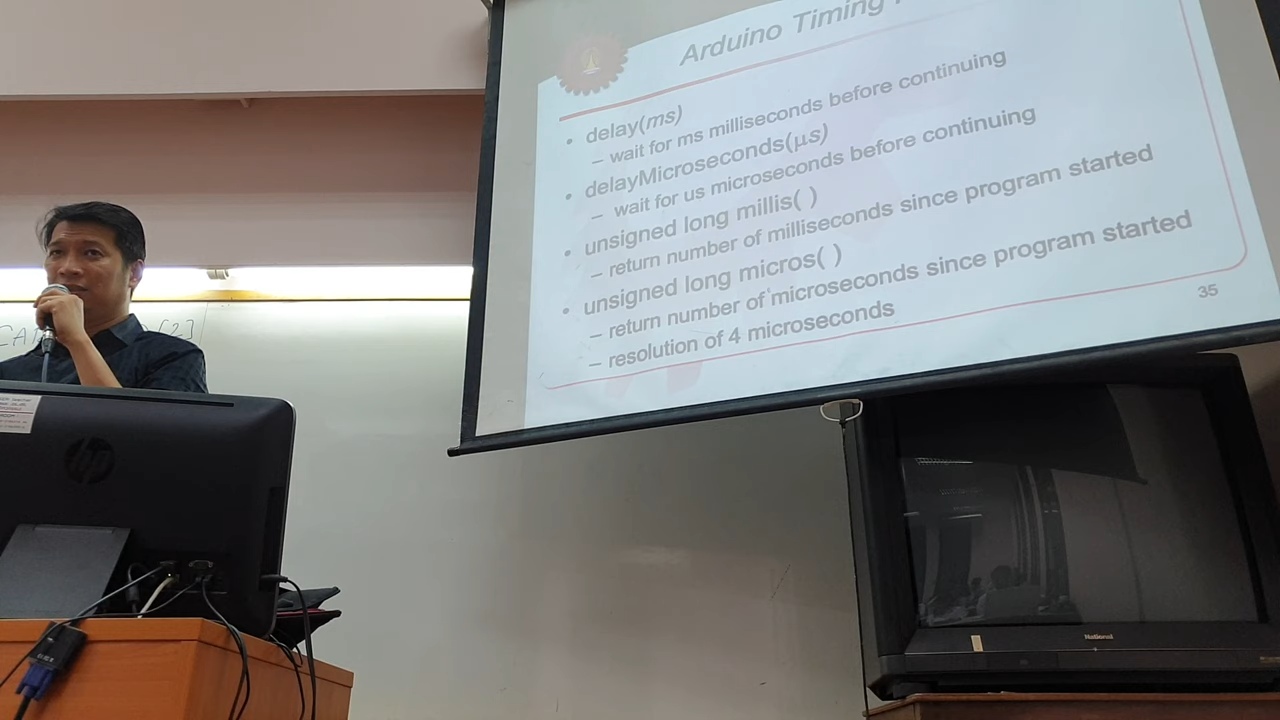 Arduino Timing
• delay(ms)
– wait for ms milliseconds before continuing
• delayMicroseconds(μs)
– wait for us microseconds before continuing
• unsigned long millis( )
– return number of milliseconds since program started
• unsigned long micros( )
– return number of microseconds since program started
– resolution of 4 microseconds
35
hp
National